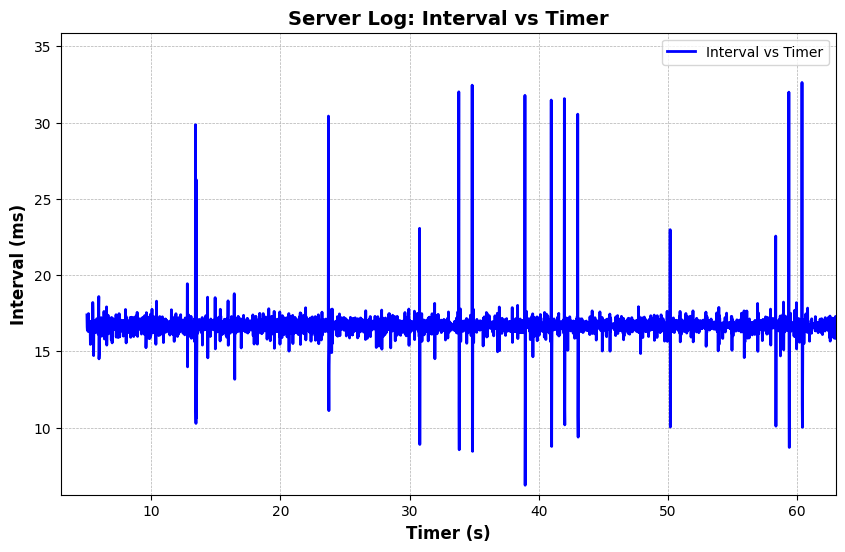 Server Log: Interval vs Timer
Interval vs Timer
35
30
25
20
15
10
Interval (ms)
10 20 30 40 50 60
Timer (s)